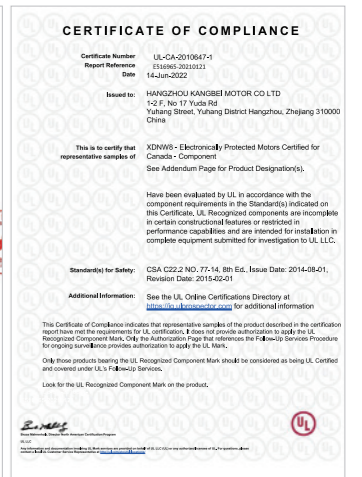 CERTIFICATE OF COMPLIANCE
Certificate Number UL-CA-2010647-1
Report Reference E516965-20210121
Date 14-Jun-2022
Issued to: HANGZHOU KANGBEI MOTOR CO LTD
1-2 F, No 17 Yuda Rd
Yuhang Street, Yuhang District Hangzhou, Zhejiang 310000
China
This is to certify that XDNW8 - Electronically Protected Motors Certified for
representative samples of Canada - Component
See Addendum Page for Product Designation(s).
Have been evaluated by UL in accordance with the
component requirements in the Standard(s) indicated on
this Certificate. UL Recognized components are incomplete
in certain constructional features or restricted in
performance capabilities and are intended for installation in
complete equipment submitted for investigation to UL LLC.
Standard(s) for Safety: CSA C22.2 NO. 77-14, 8th Ed., Issue Date: 2014-08-01,
Revision Date: 2015-02-01
Additional Information: See the UL Online Certifications Directory at
https://iq.ulprospector.com for additional information
This Certificate of Compliance indicates that representative samples of the product described in the certification
report have met the requirements for UL certification. It does not provide authorization to apply the UL
Recognized Component Mark. Only the Authorization Page that references the Follow-Up Services Procedure
for ongoing surveillance provides authorization to apply the UL Mark.
Only those products bearing the UL Recognized Component Mark should be considered as being UL Certified
and covered under UL's Follow-Up Services.
Look for the UL Recognized Component Mark on the product.
UL
Bruce Mahrenholz, Director North American Certification Program
UL LLC